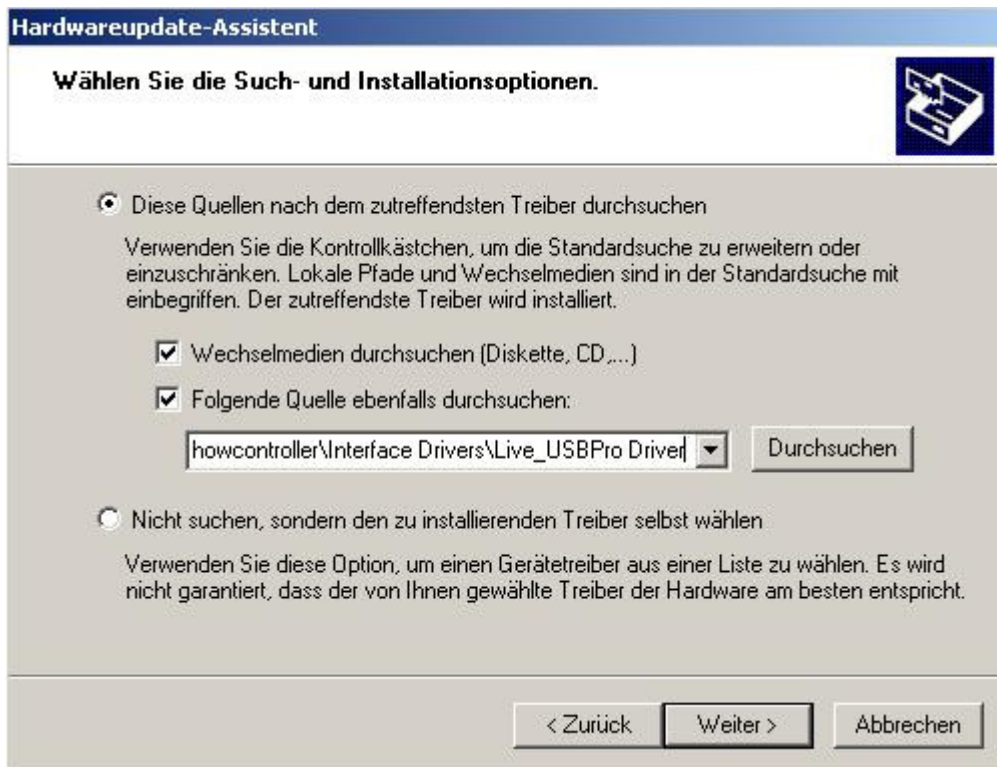 Hardwareupdate-Assistent
Wählen Sie die Such- und Installationsoptionen.
Diese Quellen nach dem zutreffendsten Treiber durchsuchen
Verwenden Sie die Kontrollkästchen, um die Standardsuche zu erweitern oder
einzuschränken. Lokale Pfade und Wechselmedien sind in der Standardsuche mit
einbegriffen. Der zutreffendste Treiber wird installiert.
Wechselmedien durchsuchen (Diskette, CD,...)
Folgende Quelle ebenfalls durchsuchen:
howcontroller\Interface Drivers\Live_USBPro Driver
Durchsuchen
Nicht suchen, sondern den zu installierenden Treiber selbst wählen
Verwenden Sie diese Option, um einen Gerätetreiber aus einer Liste zu wählen. Es wird
nicht garantiert, dass der von Ihnen gewählte Treiber der Hardware am besten entspricht.
< Zurück
Weiter >
Abbrechen